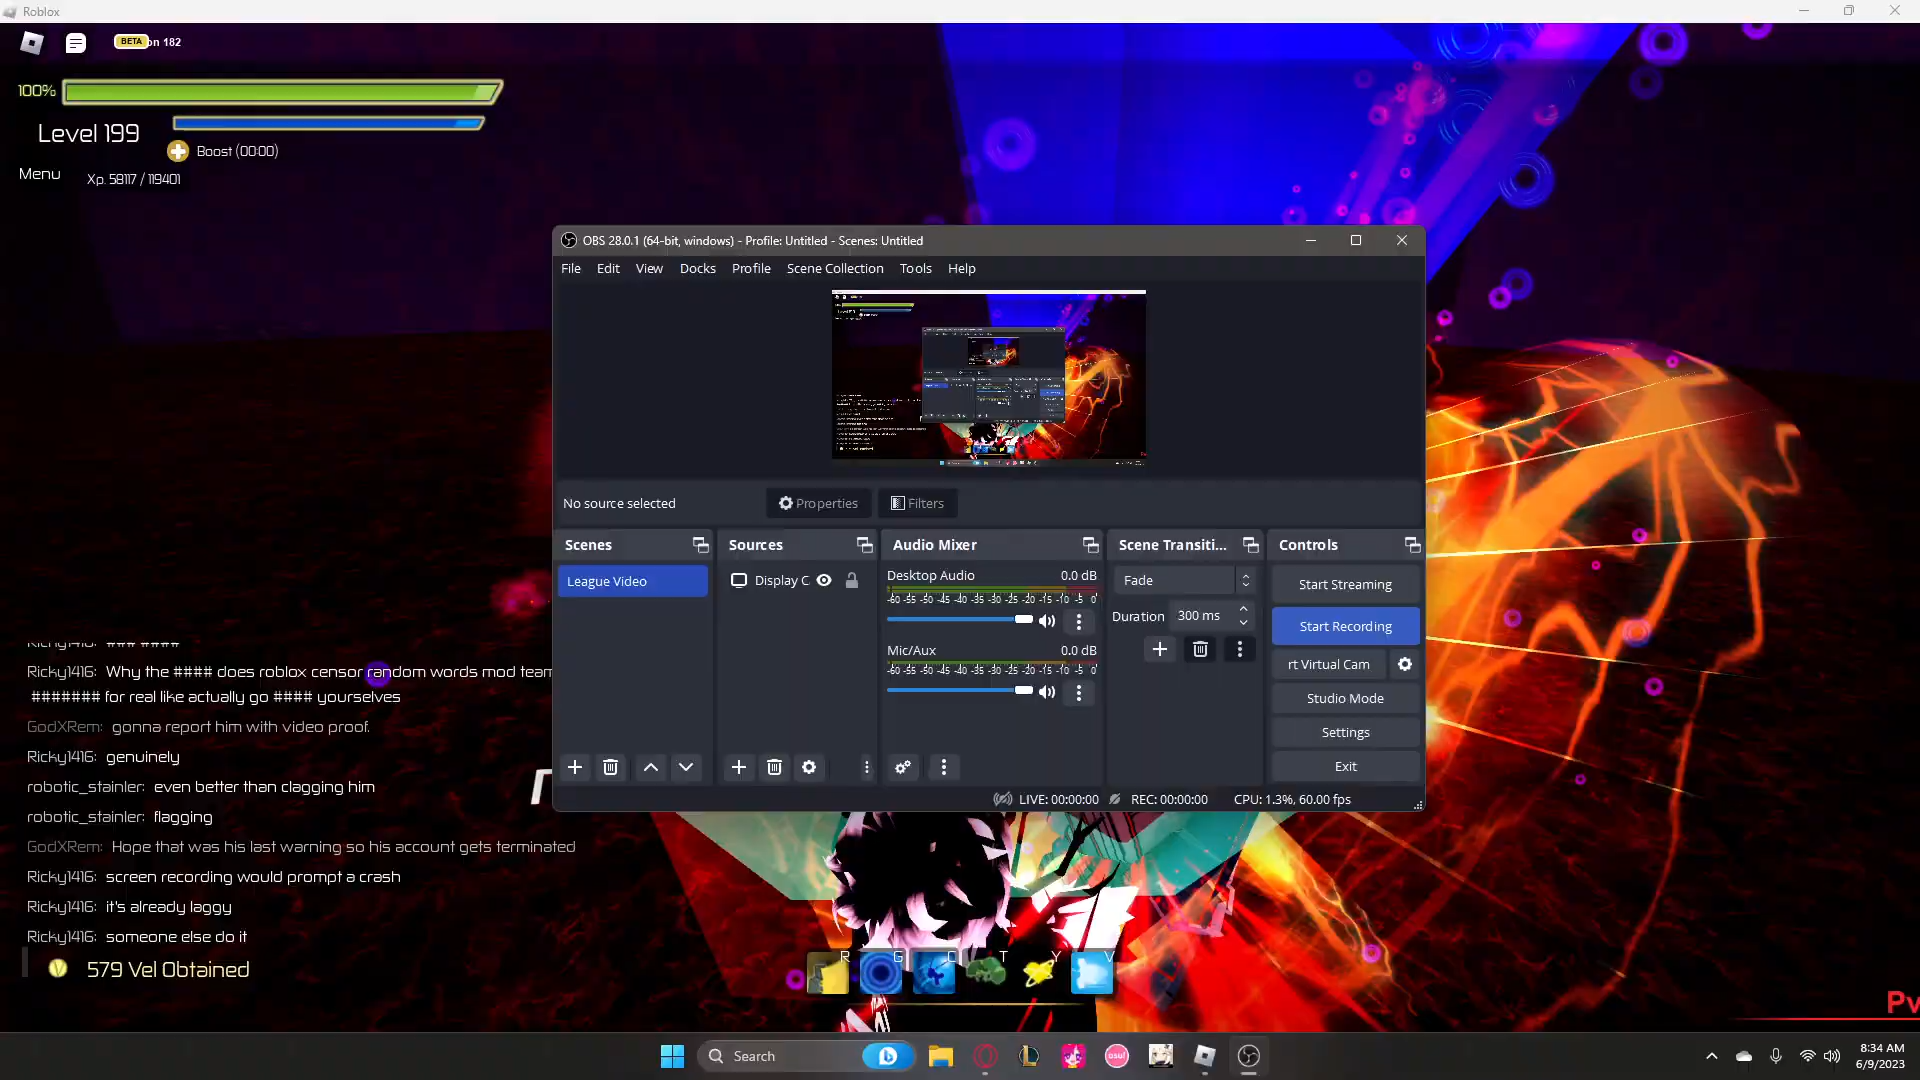 Roblox
BETA on 182
100%
Level 199
Boost (00:00)
Menu
Xp. 58117 / 119401
OBS 28.0.1 (64-bit, windows) - Profile: Untitled - Scenes: Untitled
File Edit View Docks Profile Scene Collection Tools Help
No source selected
Properties
Filters
Scenes
League Video
Sources
Display C
Audio Mixer
Desktop Audio 0.0 dB
-60 -55 -50 -45 -40 -35 -30 -25 -20 -15 -10 -5 0
Mic/Aux 0.0 dB
-60 -55 -50 -45 -40 -35 -30 -25 -20 -15 -10 -5 0
Scene Transiti...
Fade
Duration 300 ms
Controls
Start Streaming
Start Recording
rt Virtual Cam
Studio Mode
Settings
Exit
LIVE: 00:00:00 REC: 00:00:00 CPU: 1.3%, 60.00 fps
Ricky1416: ### ####
Ricky1416: Why the #### does roblox censor random words mod team
####### for real like actually go #### yourselves
GodXRem: gonna report him with video proof.
Ricky1416: genuinely
robotic_stainler: even better than clagging him
robotic_stainler: flagging
GodXRem: Hope that was his last warning so his account gets terminated
Ricky1416: screen recording would prompt a crash
Ricky1416: it's already laggy
Ricky1416: someone else do it
579 Vel Obtained
R G C T Y V
Pv
Search
osu!
8:34 AM
6/9/2023